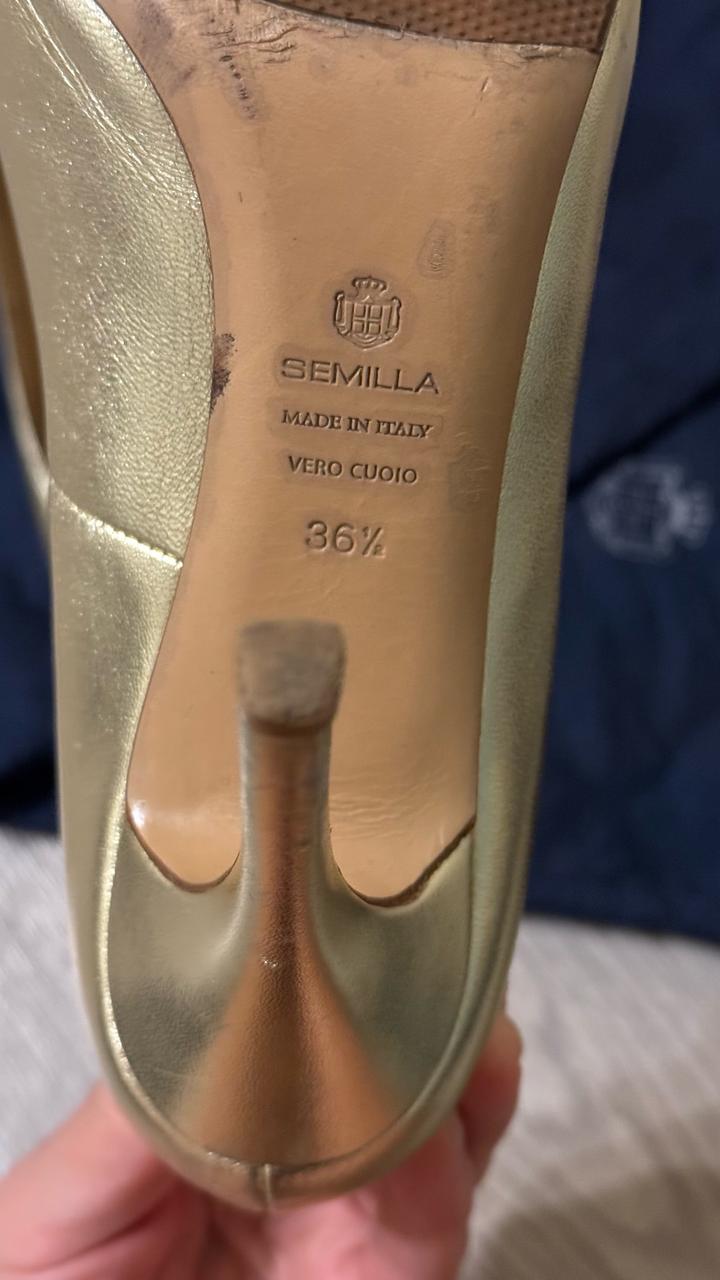 SEMILLA
MADE IN ITALY
VERO CUOIO
36½